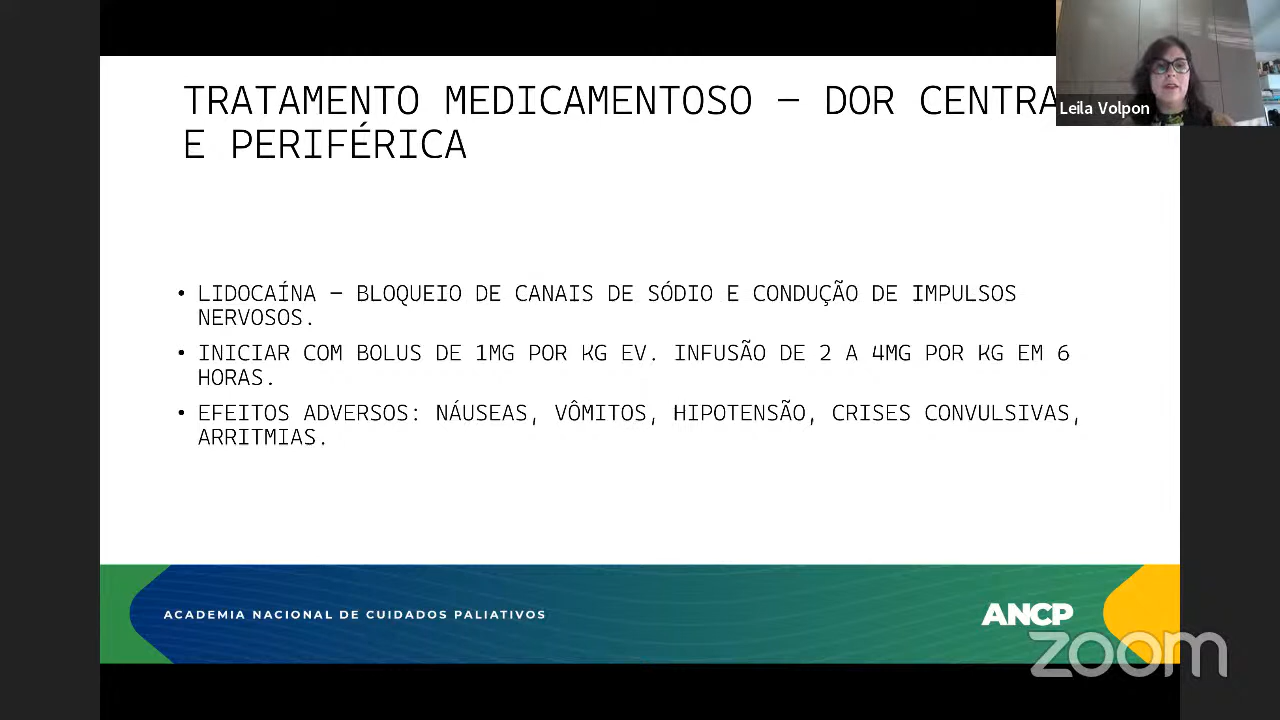 TRATAMENTO MEDICAMENTOSO – DOR CENTRA
E PERIFÉRICA
Leila Volpon
• LIDOCAÍNA – BLOQUEIO DE CANAIS DE SÓDIO E CONDUÇÃO DE IMPULSOS
NERVOSOS.
• INICIAR COM BOLUS DE 1MG POR KG EV. INFUSÃO DE 2 A 4MG POR KG EM 6
HORAS.
• EFEITOS ADVERSOS: NÁUSEAS, VÔMITOS, HIPOTENSÃO, CRISES CONVULSIVAS,
ARRITMIAS.
ACADEMIA NACIONAL DE CUIDADOS PALIATIVOS
ANCP
zoom